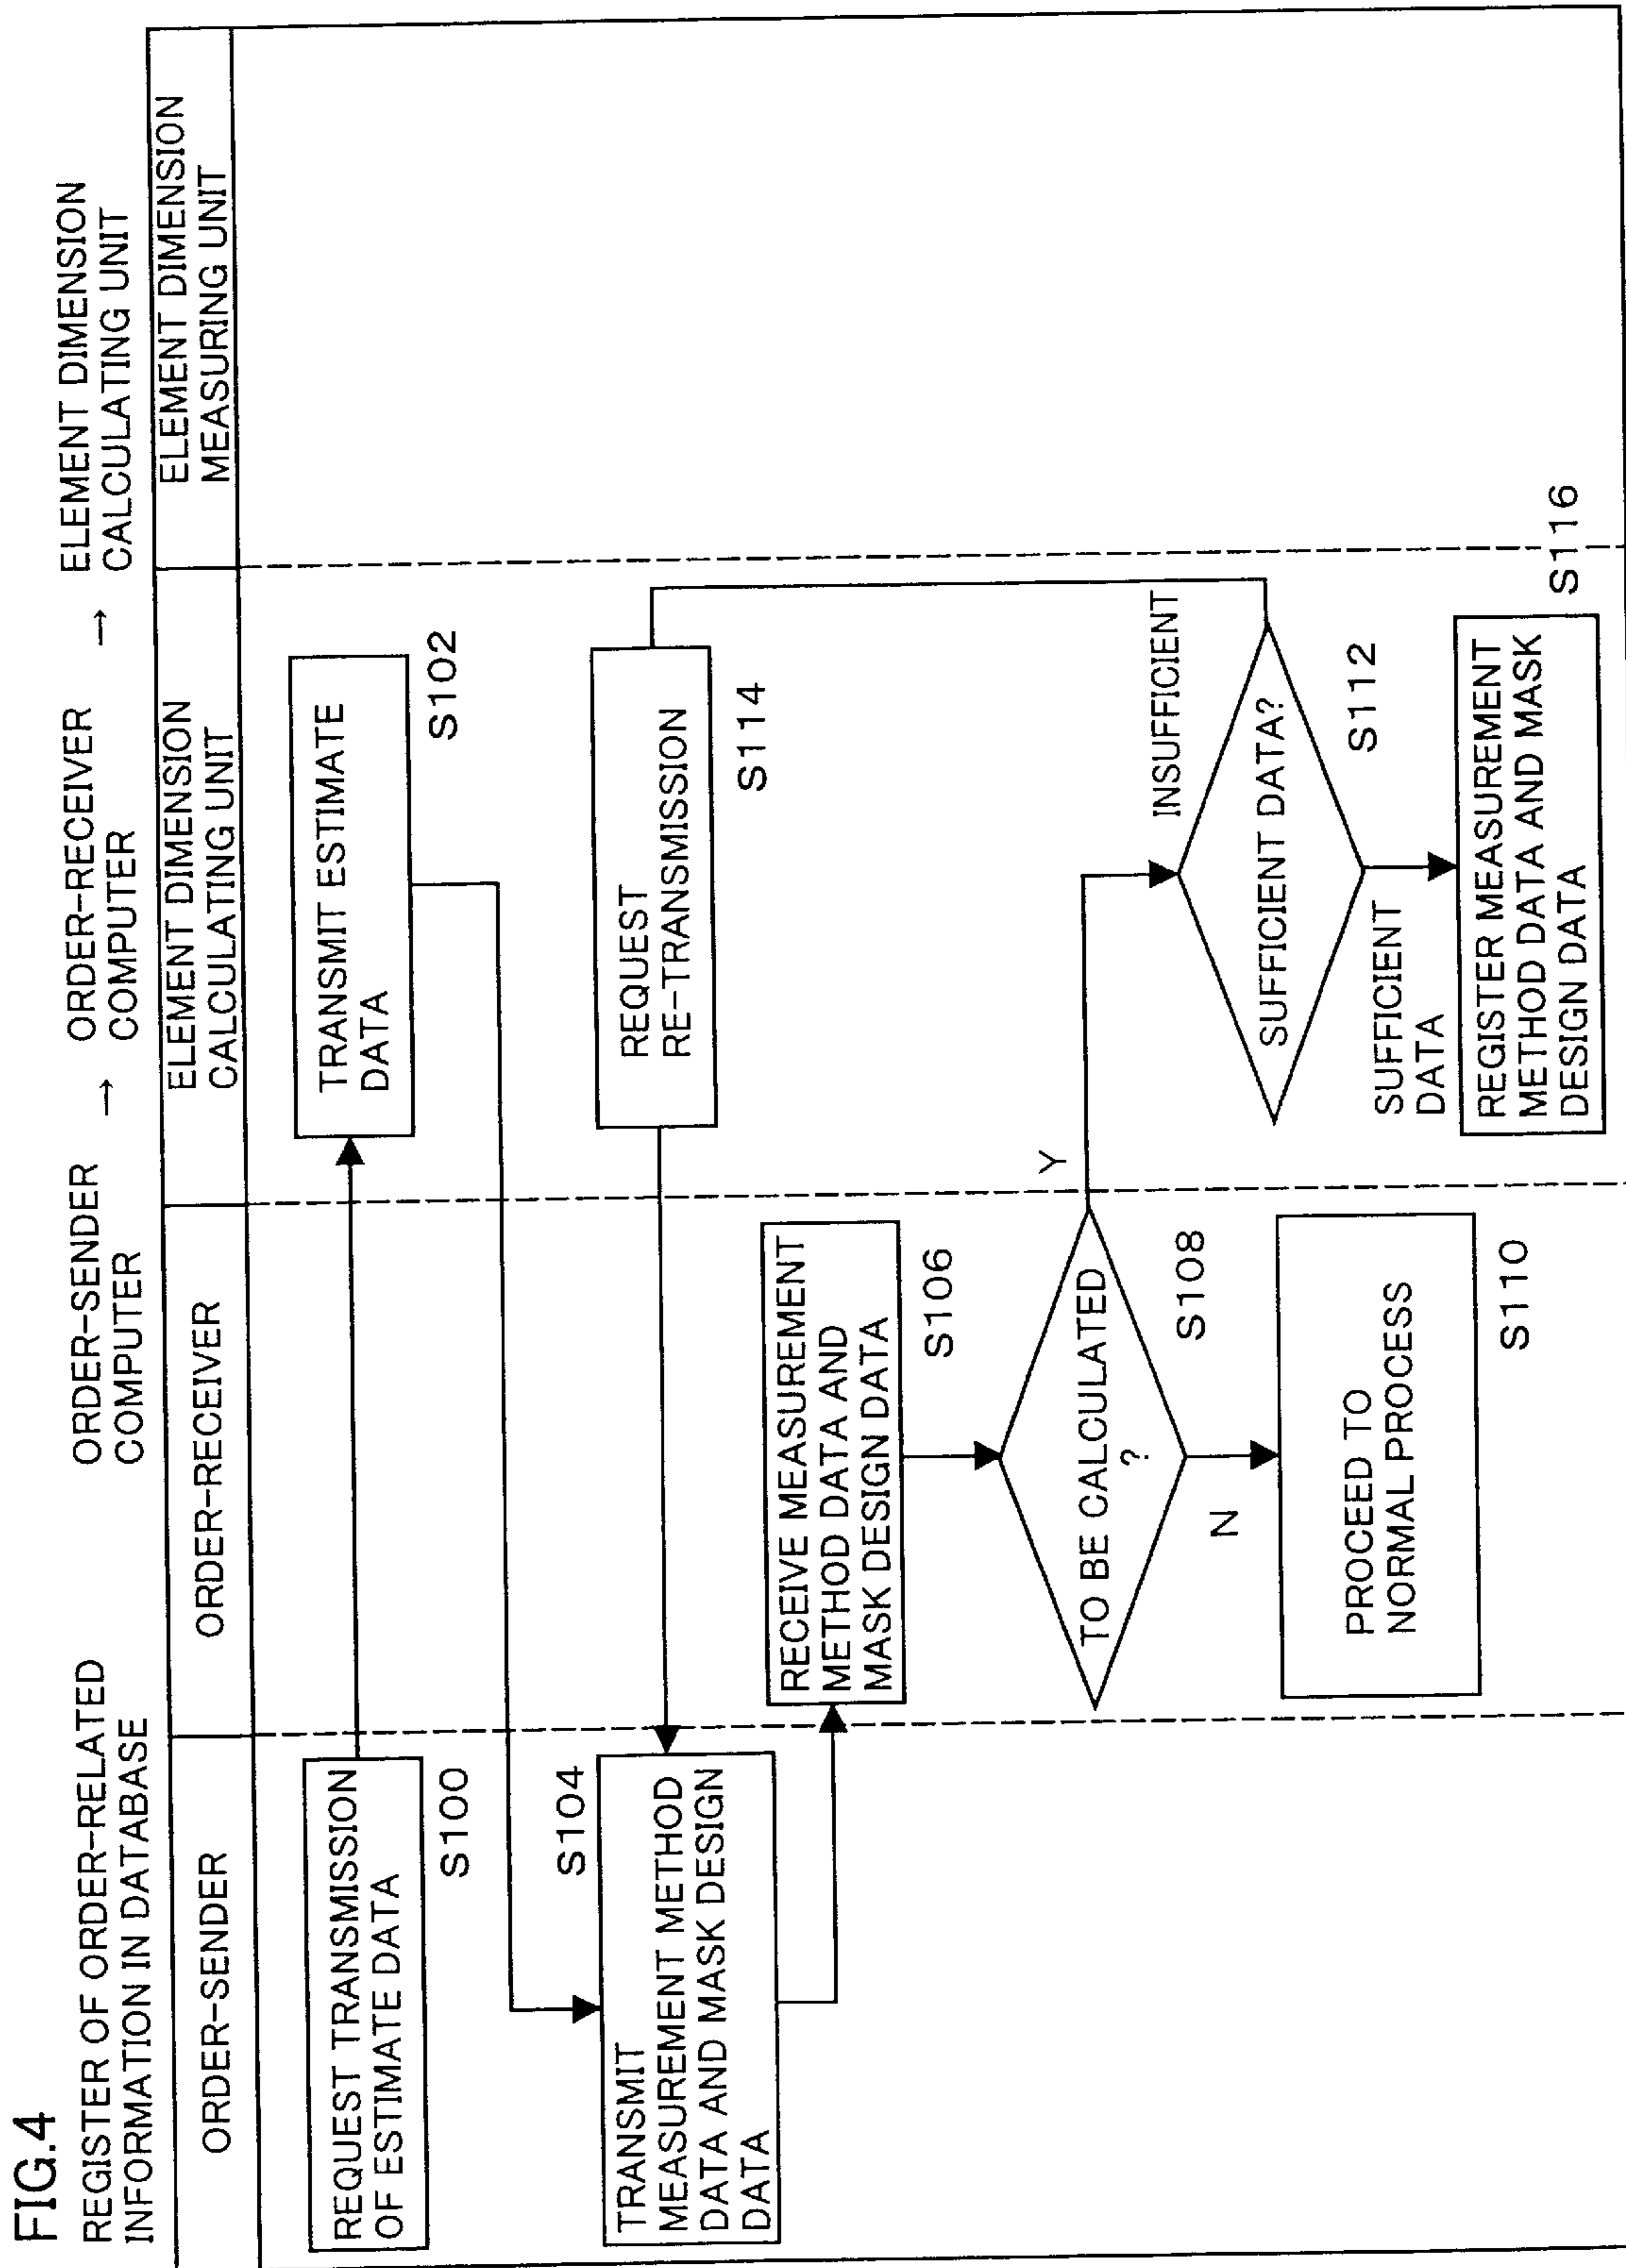 FIG.4
REGISTER OF ORDER-RELATED
INFORMATION IN DATABASE
ORDER-SENDER
COMPUTER
→
ORDER-RECEIVER
COMPUTER
→
ELEMENT DIMENSION
CALCULATING UNIT
ORDER-SENDER
ORDER-RECEIVER
ELEMENT DIMENSION
CALCULATING UNIT
ELEMENT DIMENSION
MEASURING UNIT
REQUEST TRANSMISSION
OF ESTIMATE DATA
S100
TRANSMIT ESTIMATE
DATA
S102
S104
TRANSMIT
MEASUREMENT METHOD
DATA AND MASK DESIGN
DATA
REQUEST
RE-TRANSMISSION
S114
RECEIVE MEASUREMENT
METHOD DATA AND
MASK DESIGN DATA
S106
TO BE CALCULATED
?
S108
Y
N
PROCEED TO
NORMAL PROCESS
S110
INSUFFICIENT
SUFFICIENT DATA?
S112
SUFFICIENT
DATA
REGISTER MEASUREMENT
METHOD DATA AND MASK
DESIGN DATA
S116